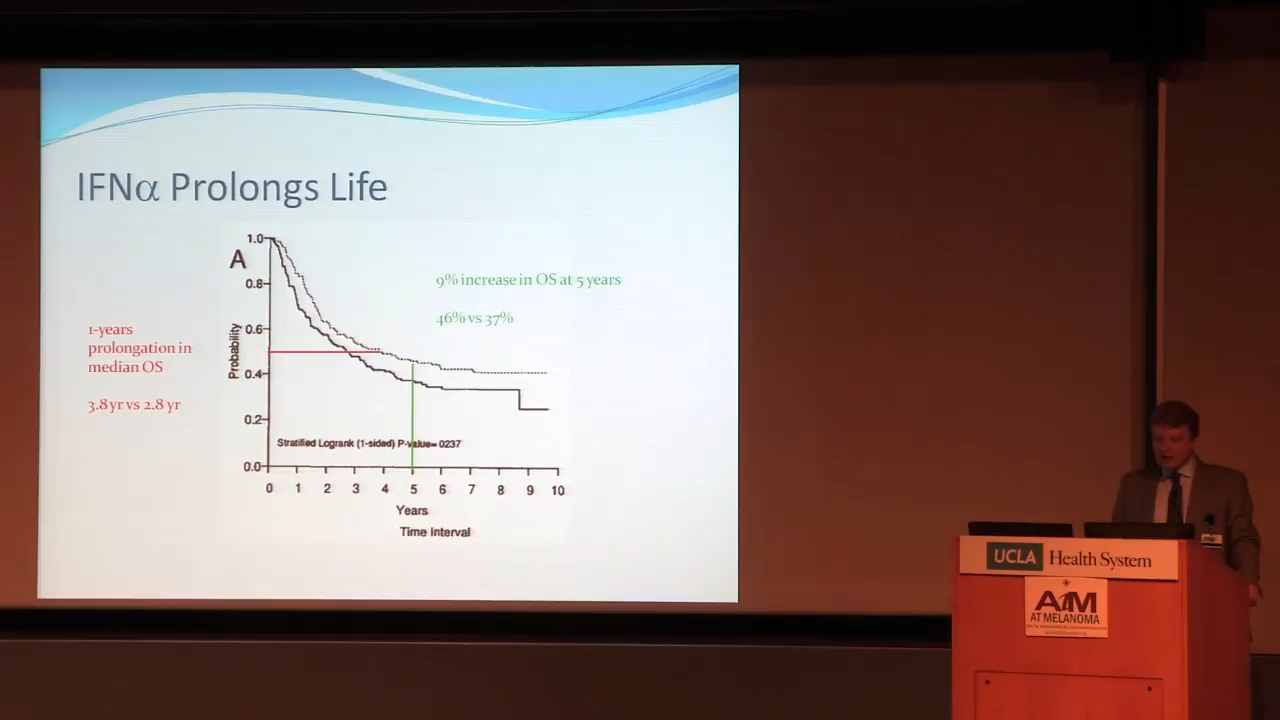 IFNα Prolongs Life
A
1.0
0.8
0.6
0.4
0.2
0.0
Probability
9% increase in OS at 5 years
46% vs 37%
1-years
prolongation in
median OS
3.8 yr vs 2.8 yr
Stratified Logrank (1-sided) P-value= 0237
0 1 2 3 4 5 6 7 8 9 10
Years
Time Interval
UCLA Health System
AIM
AT MELANOMA